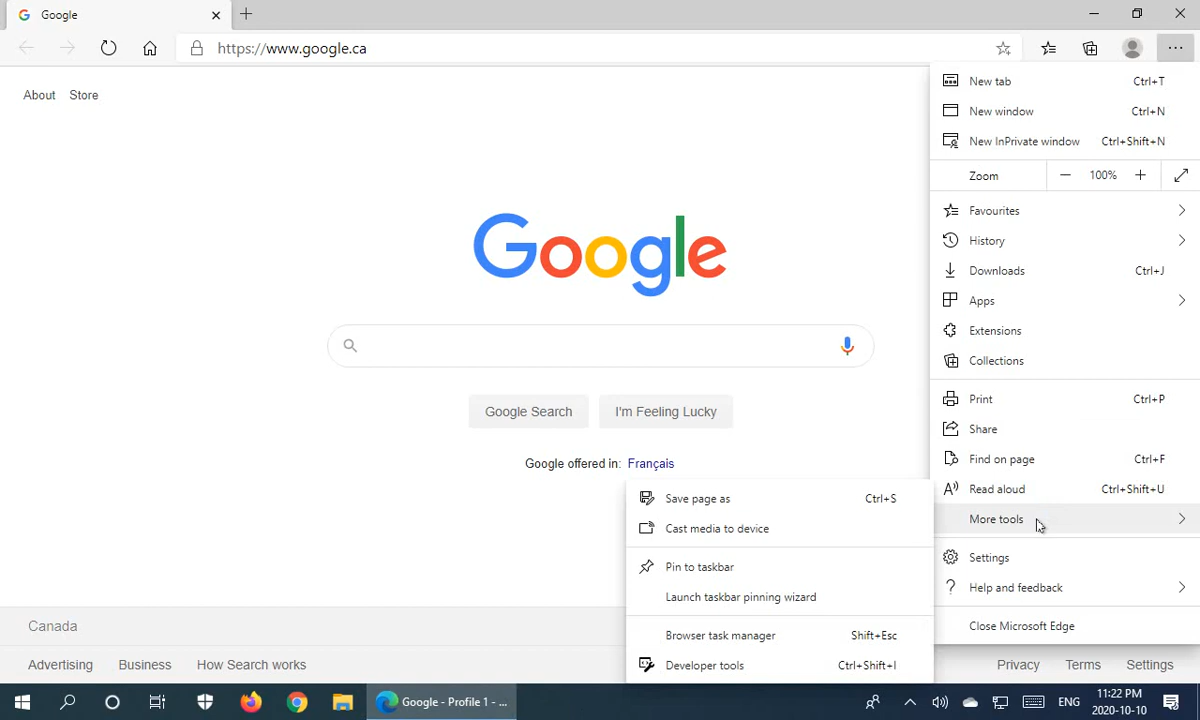 Google
https://www.google.ca
About Store
Google
Google Search I'm Feeling Lucky
Google offered in: Français
New tab Ctrl+T
New window Ctrl+N
New InPrivate window Ctrl+Shift+N
Zoom 100%
Favourites
History
Downloads Ctrl+J
Apps
Extensions
Collections
Print Ctrl+P
Share
Find on page Ctrl+F
Read aloud Ctrl+Shift+U
More tools
Settings
Help and feedback
Close Microsoft Edge
Save page as Ctrl+S
Cast media to device
Pin to taskbar
Launch taskbar pinning wizard
Browser task manager Shift+Esc
Developer tools Ctrl+Shift+I
Canada
Advertising Business How Search works Privacy Terms Settings
Google - Profile 1 - ...
ENG
11:22 PM
2020-10-10